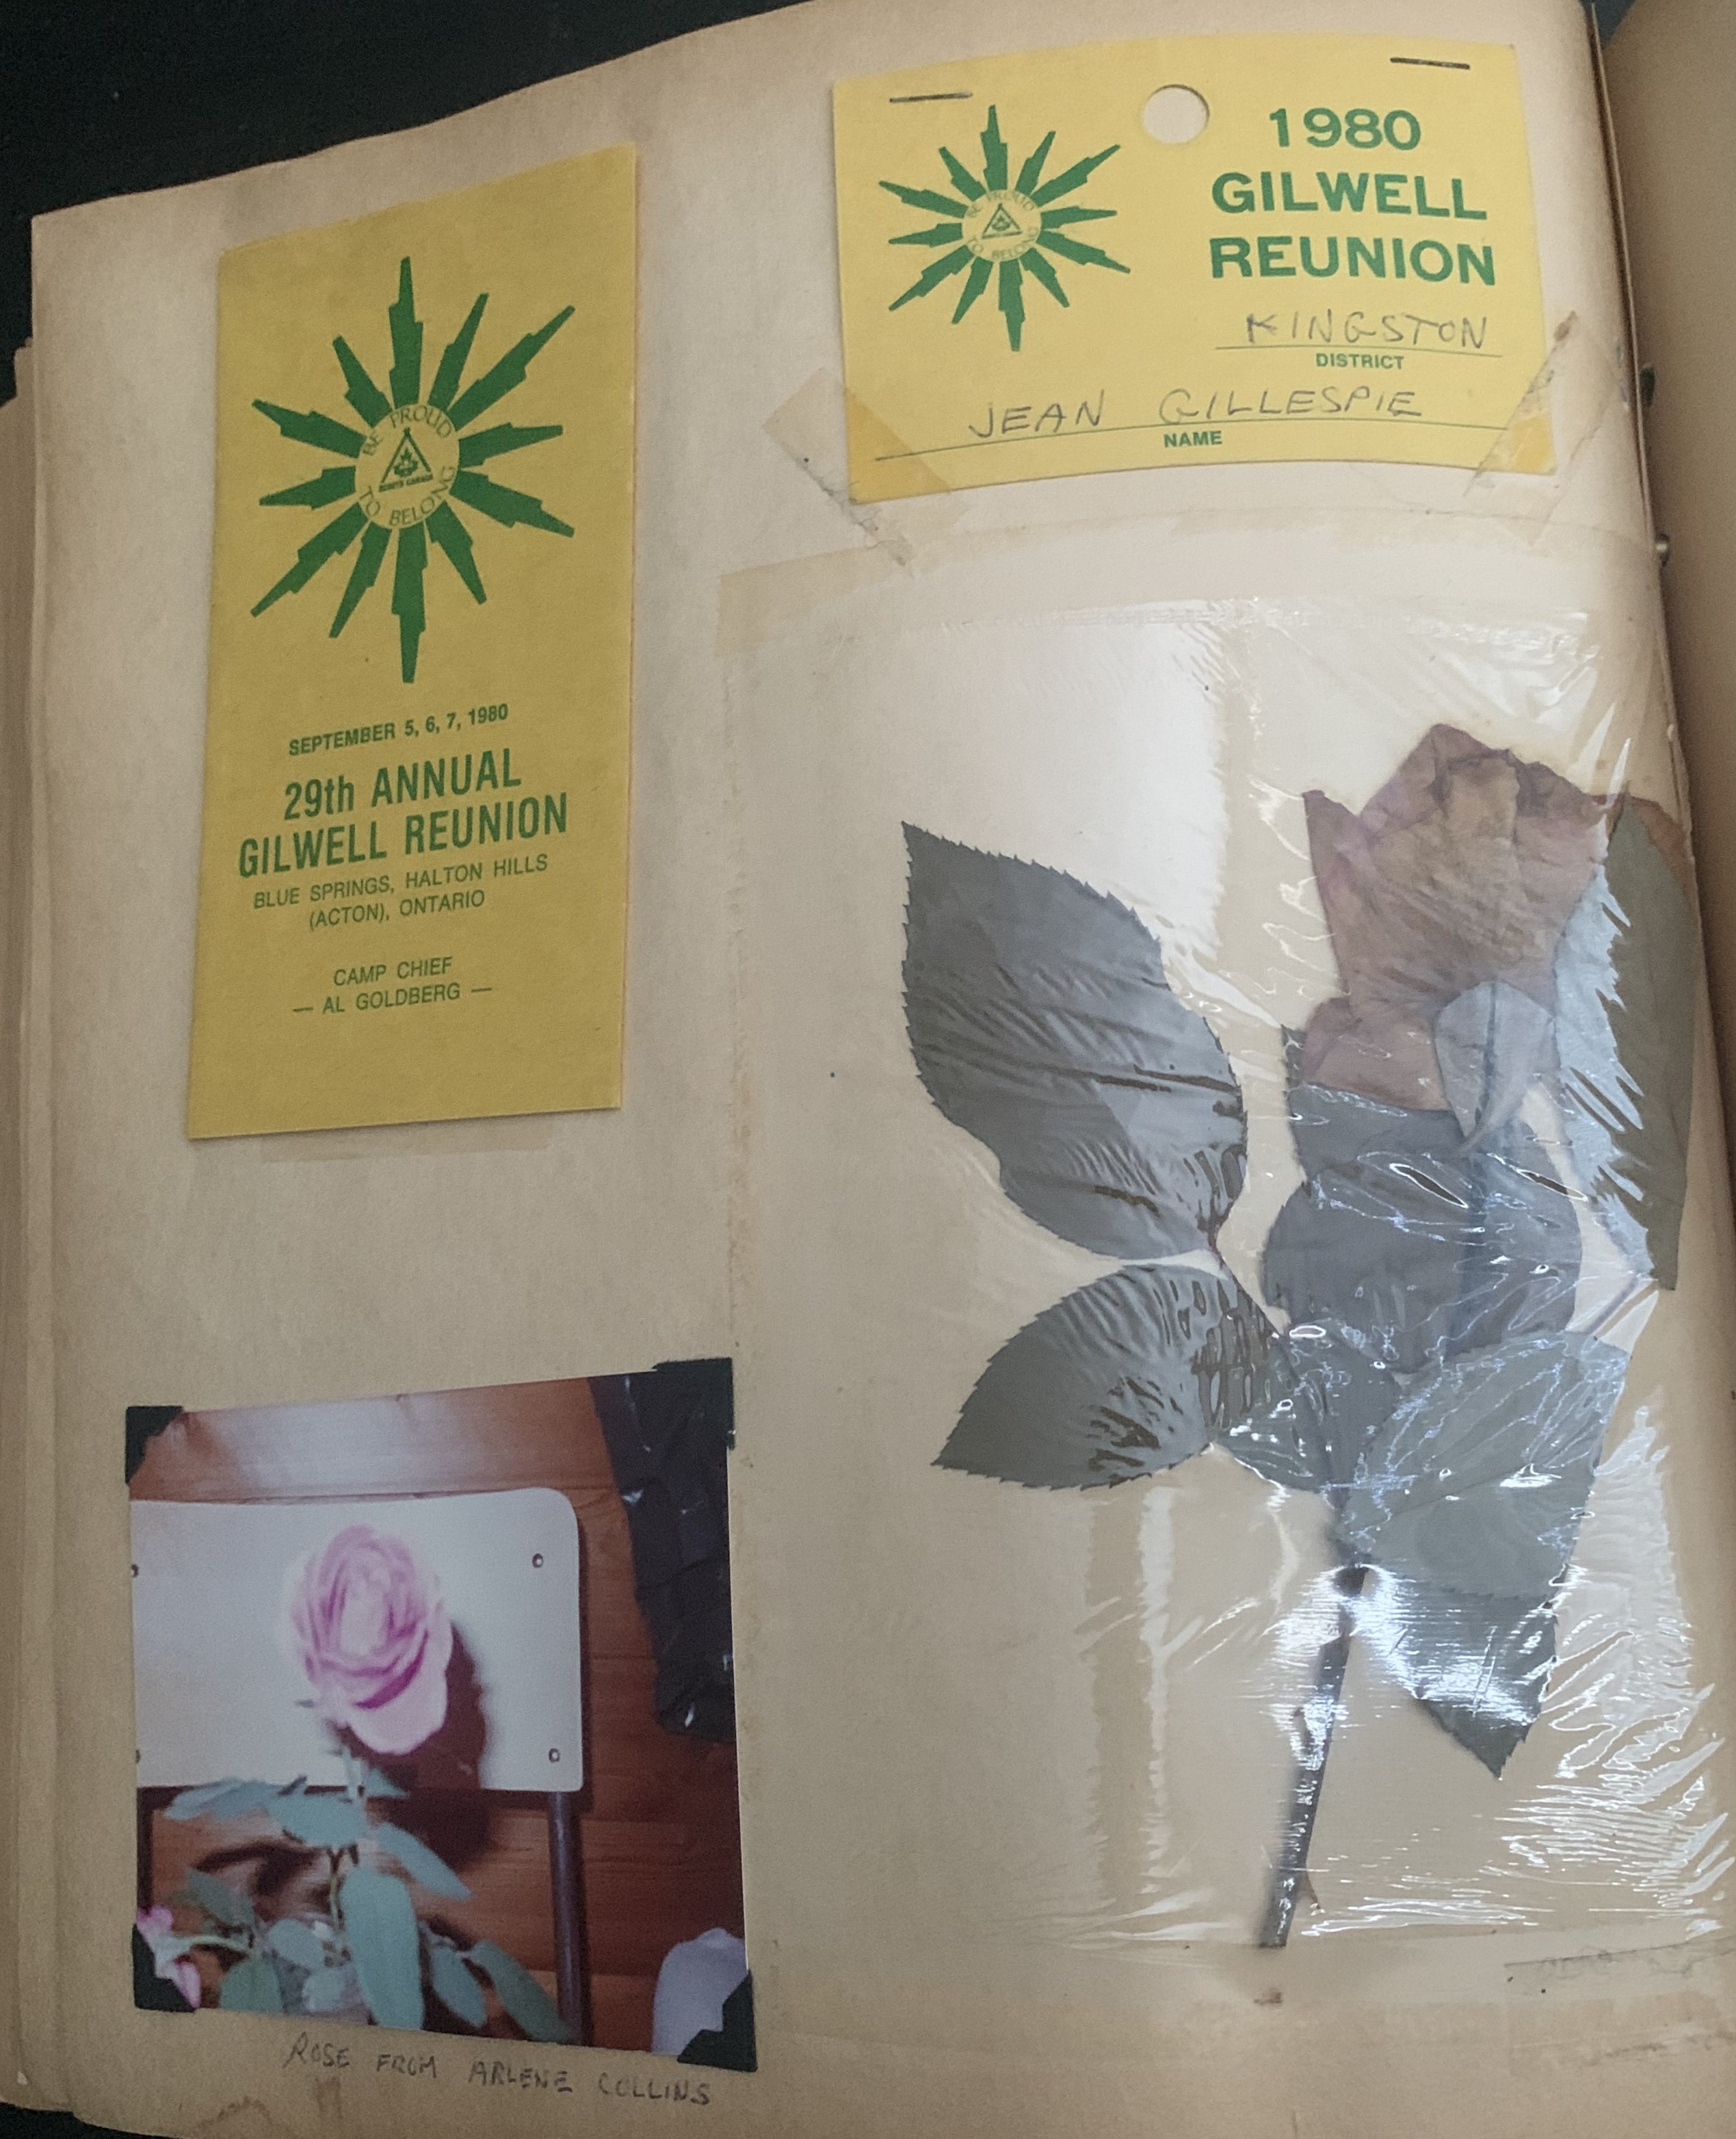 BE PROUD
TO BELONG
SCOUTS CANADA
SEPTEMBER 5, 6, 7, 1980
29th ANNUAL
GILWELL REUNION
BLUE SPRINGS, HALTON HILLS
(ACTON), ONTARIO
CAMP CHIEF
— AL GOLDBERG —
BE PROUD
TO BELONG
1980
GILWELL
REUNION
KINGSTON
DISTRICT
JEAN GILLESPIE
NAME
ROSE FROM ARLENE COLLINS